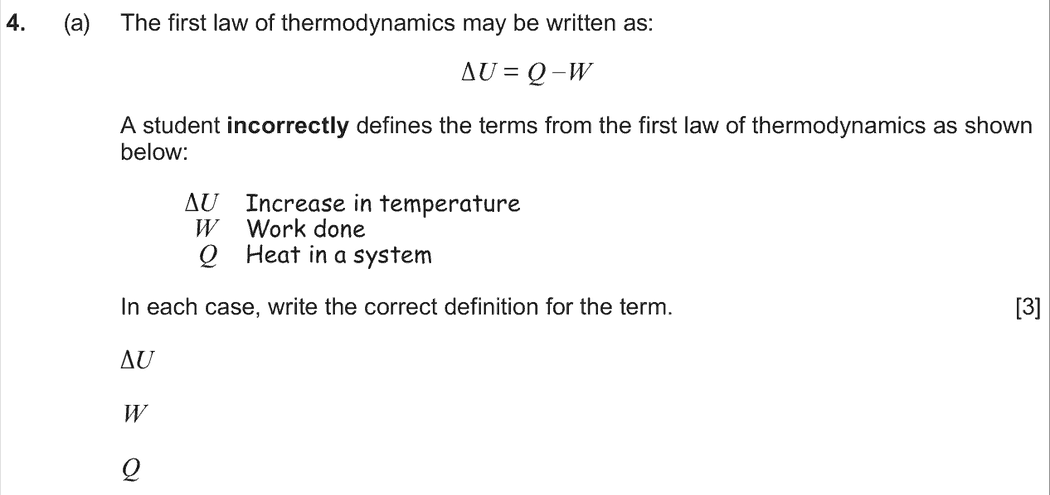 4. (a) The first law of thermodynamics may be written as:
ΔU = Q – W
A student incorrectly defines the terms from the first law of thermodynamics as shown
below:
ΔU Increase in temperature
W Work done
Q Heat in a system
In each case, write the correct definition for the term. [3]
ΔU
W
Q